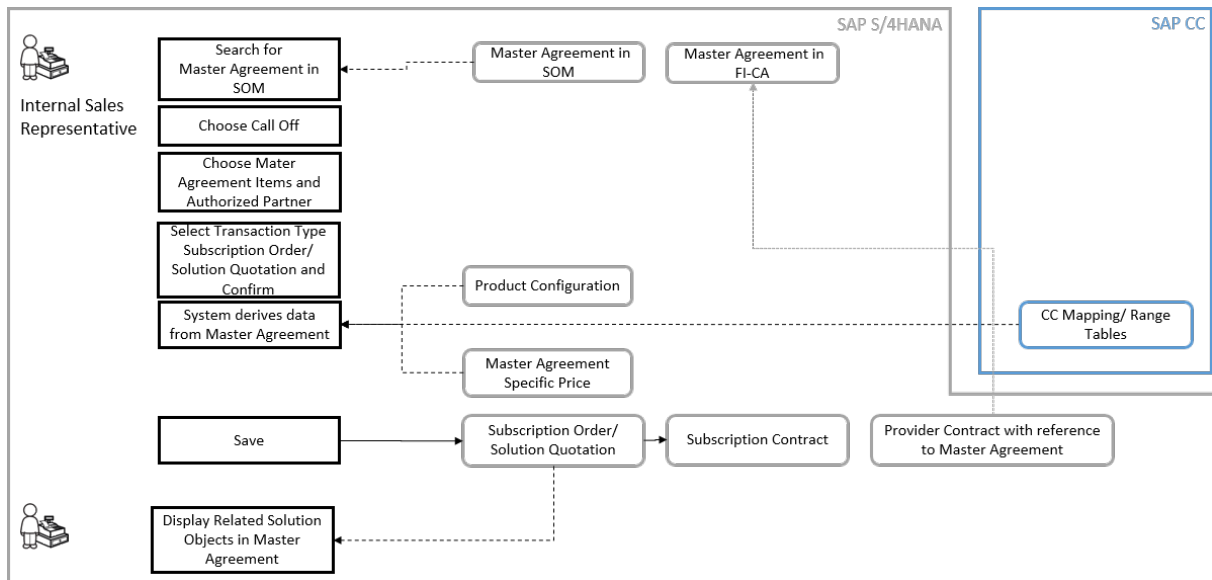 SAP S/4HANA
SAP CC
Internal Sales
Representative
Search for
Master Agreement in
SOM
Master Agreement in
SOM
Master Agreement in
FI-CA
Choose Call Off
Choose Mater
Agreement Items and
Authorized Partner
Select Transaction Type
Subscription Order/
Solution Quotation and
Confirm
Product Configuration
System derives data
from Master Agreement
CC Mapping/ Range
Tables
Master Agreement
Specific Price
Save
Subscription Order/
Solution Quotation
Subscription Contract
Provider Contract with reference
to Master Agreement
Display Related Solution
Objects in Master
Agreement